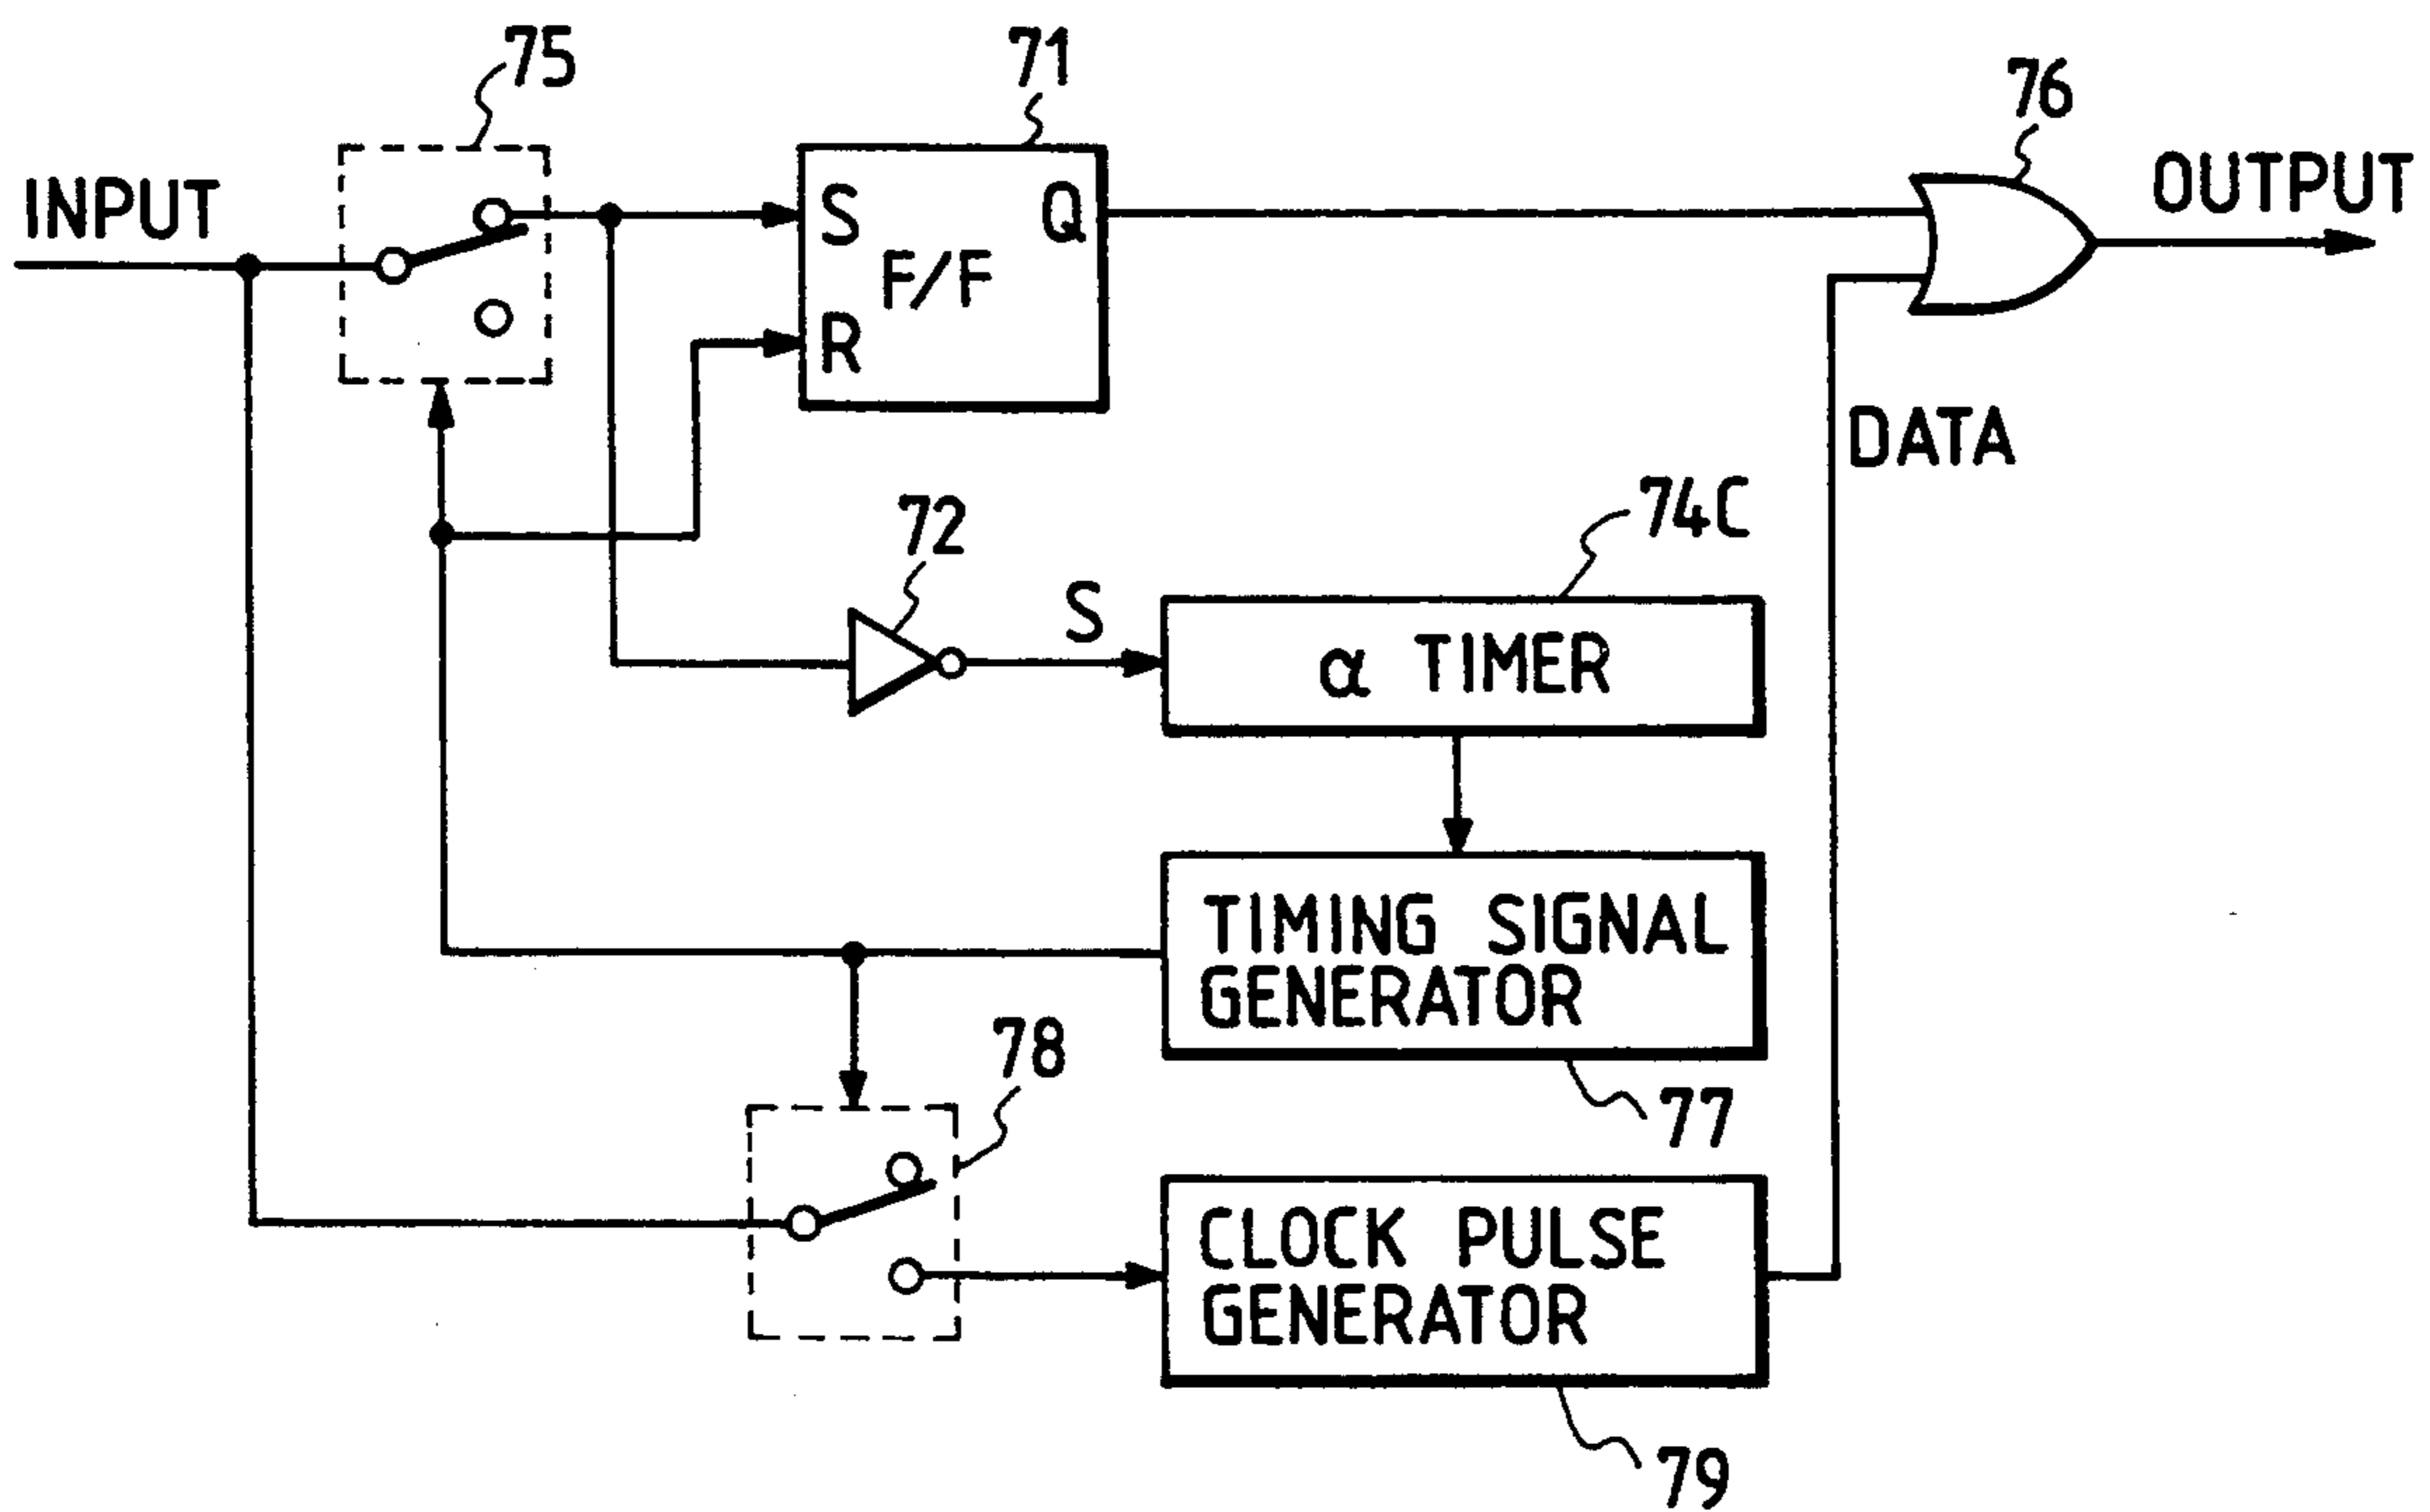 75
71
76
INPUT
OUTPUT
S
Q
F/F
R
DATA
72
74C
S
α TIMER
TIMING SIGNAL
GENERATOR
78
77
CLOCK PULSE
GENERATOR
79